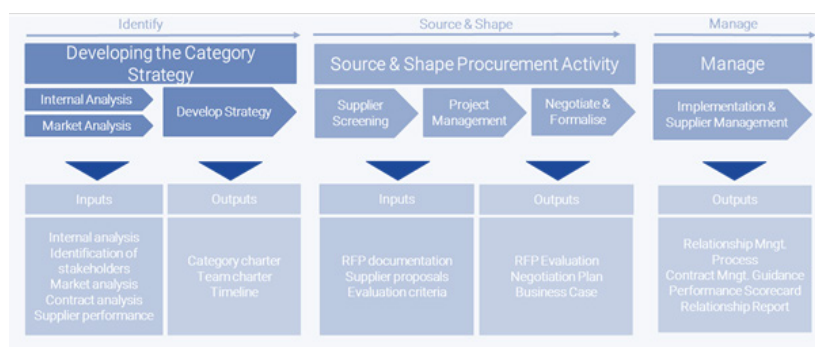 Identify
Source & Shape
Manage
Developing the Category
Strategy
Source & Shape Procurement Activity
Manage
Internal Analysis
Market Analysis
Develop Strategy
Supplier
Screening
Project
Management
Negotiate &
Formalise
Implementation &
Supplier Management
Inputs
Outputs
Inputs
Outputs
Outputs
Internal analysis
Identification of
stakeholders
Market analysis
Contract analysis
Supplier performance
Category charter
Team charter
Timeline
RFP documentation
Supplier proposals
Evaluation criteria
RFP Evaluation
Negotiation Plan
Business Case
Relationship Mngt.
Process
Contract Mngt. Guidance
Performance Scorecard
Relationship Report